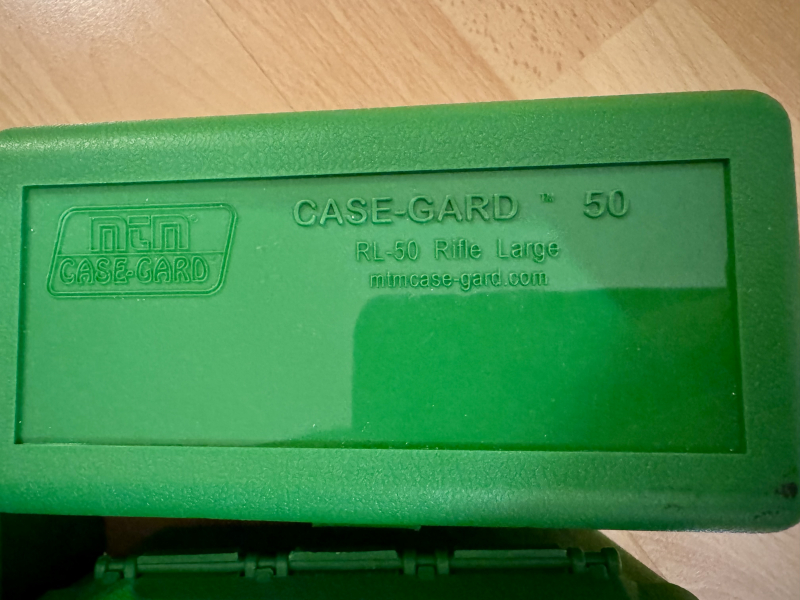 mtm
CASE-GARD
CASE-GARD ™ 50
RL-50 Rifle Large
mtmcase-gard.com